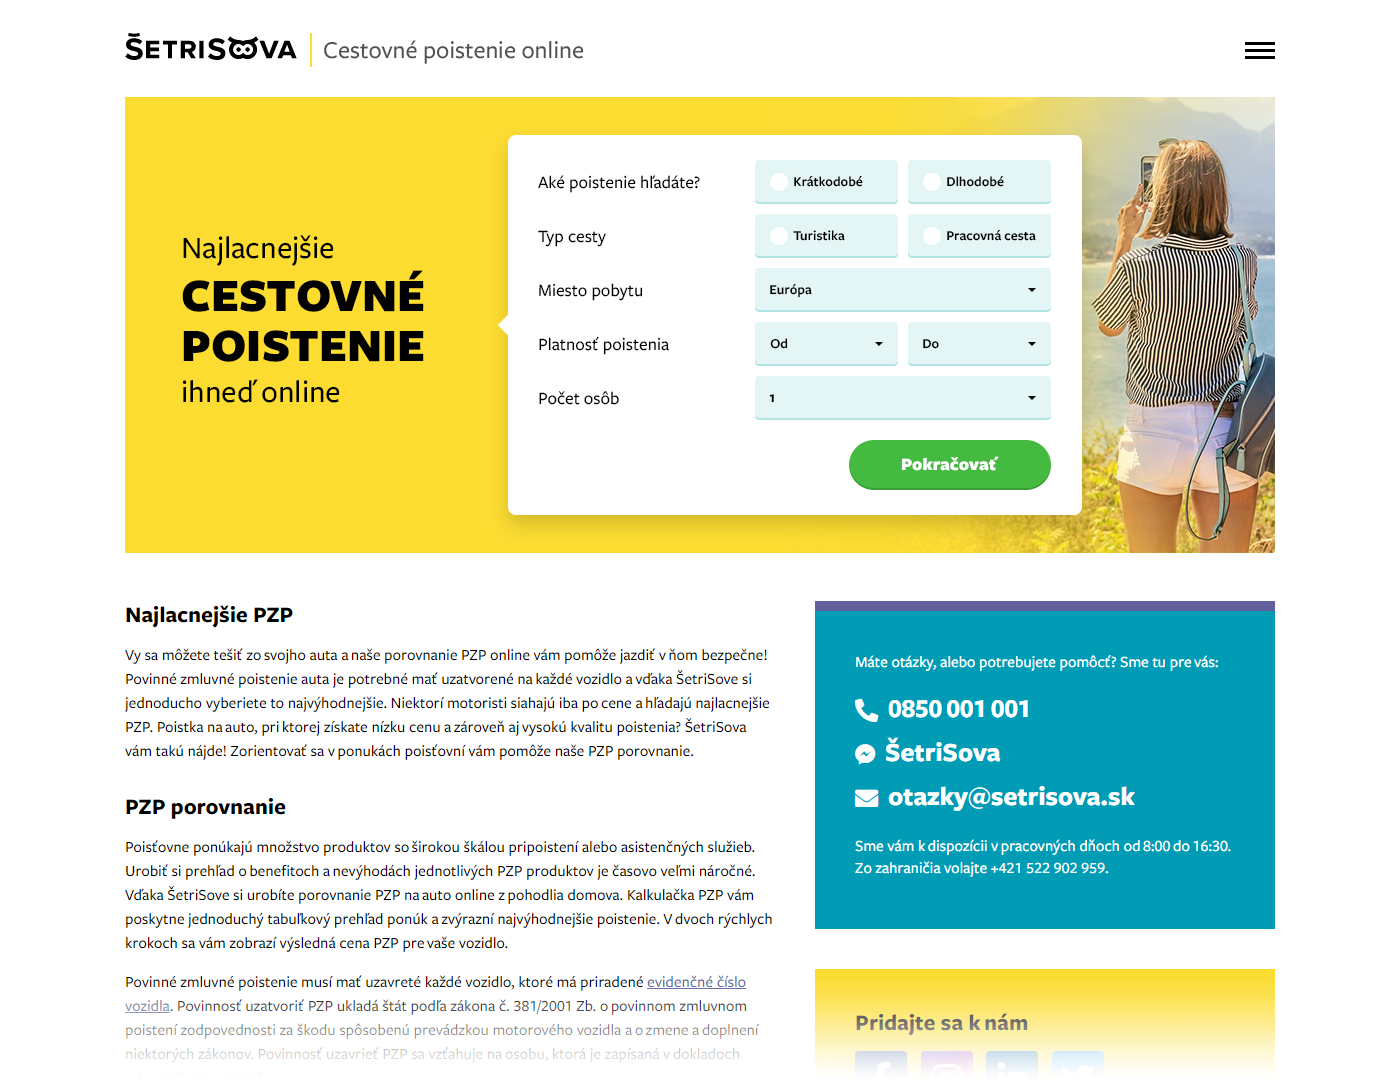 ŠETRISOVA Cestovné poistenie online
Najlacnejšie
CESTOVNÉ
POISTENIE
ihneď online
Aké poistenie hľadáte?
Krátkodobé
Dlhodobé
Typ cesty
Turistika
Pracovná cesta
Miesto pobytu
Európa
Platnosť poistenia
Od
Do
Počet osôb
1
Pokračovať
Najlacnejšie PZP
Vy sa môžete tešiť zo svojho auta a naše porovnanie PZP online vám pomôže jazdiť v ňom bezpečne!
Povinné zmluvné poistenie auta je potrebné mať uzatvorené na každé vozidlo a vďaka ŠetriSove si
jednoducho vyberiete to najvýhodnejšie. Niektorí motoristi siahajú iba po cene a hľadajú najlacnejšie
PZP. Poistka na auto, pri ktorej získate nízku cenu a zároveň aj vysokú kvalitu poistenia? ŠetriSova
vám takú nájde! Zorientovať sa v ponukách poisťovní vám pomôže naše PZP porovnanie.
PZP porovnanie
Poisťovne ponúkajú množstvo produktov so širokou škálou pripoistení alebo asistenčných služieb.
Urobiť si prehľad o benefitoch a nevýhodách jednotlivých PZP produktov je časovo veľmi náročné.
Vďaka ŠetriSove si urobíte porovnanie PZP na auto online z pohodlia domova. Kalkulačka PZP vám
poskytne jednoduchý tabuľkový prehľad ponúk a zvýrazní najvýhodnejšie poistenie. V dvoch rýchlych
krokoch sa vám zobrazí výsledná cena PZP pre vaše vozidlo.
Povinné zmluvné poistenie musí mať uzavreté každé vozidlo, ktoré má priradené evidenčné číslo
vozidla. Povinnosť uzatvoriť PZP ukladá štát podľa zákona č. 381/2001 Zb. o povinnom zmluvnom
poistení zodpovednosti za škodu spôsobenú prevádzkou motorového vozidla a o zmene a doplnení
niektorých zákonov. Povinnosť uzavrieť PZP sa vzťahuje na osobu, ktorá je zapísaná v dokladoch
Máte otázky, alebo potrebujete pomôcť? Sme tu pre vás:
0850 001 001
ŠetriSova
otazky@setrisova.sk
Sme vám k dispozícii v pracovných dňoch od 8:00 do 16:30.
Zo zahraničia volajte +421 522 902 959.
Pridajte sa k nám